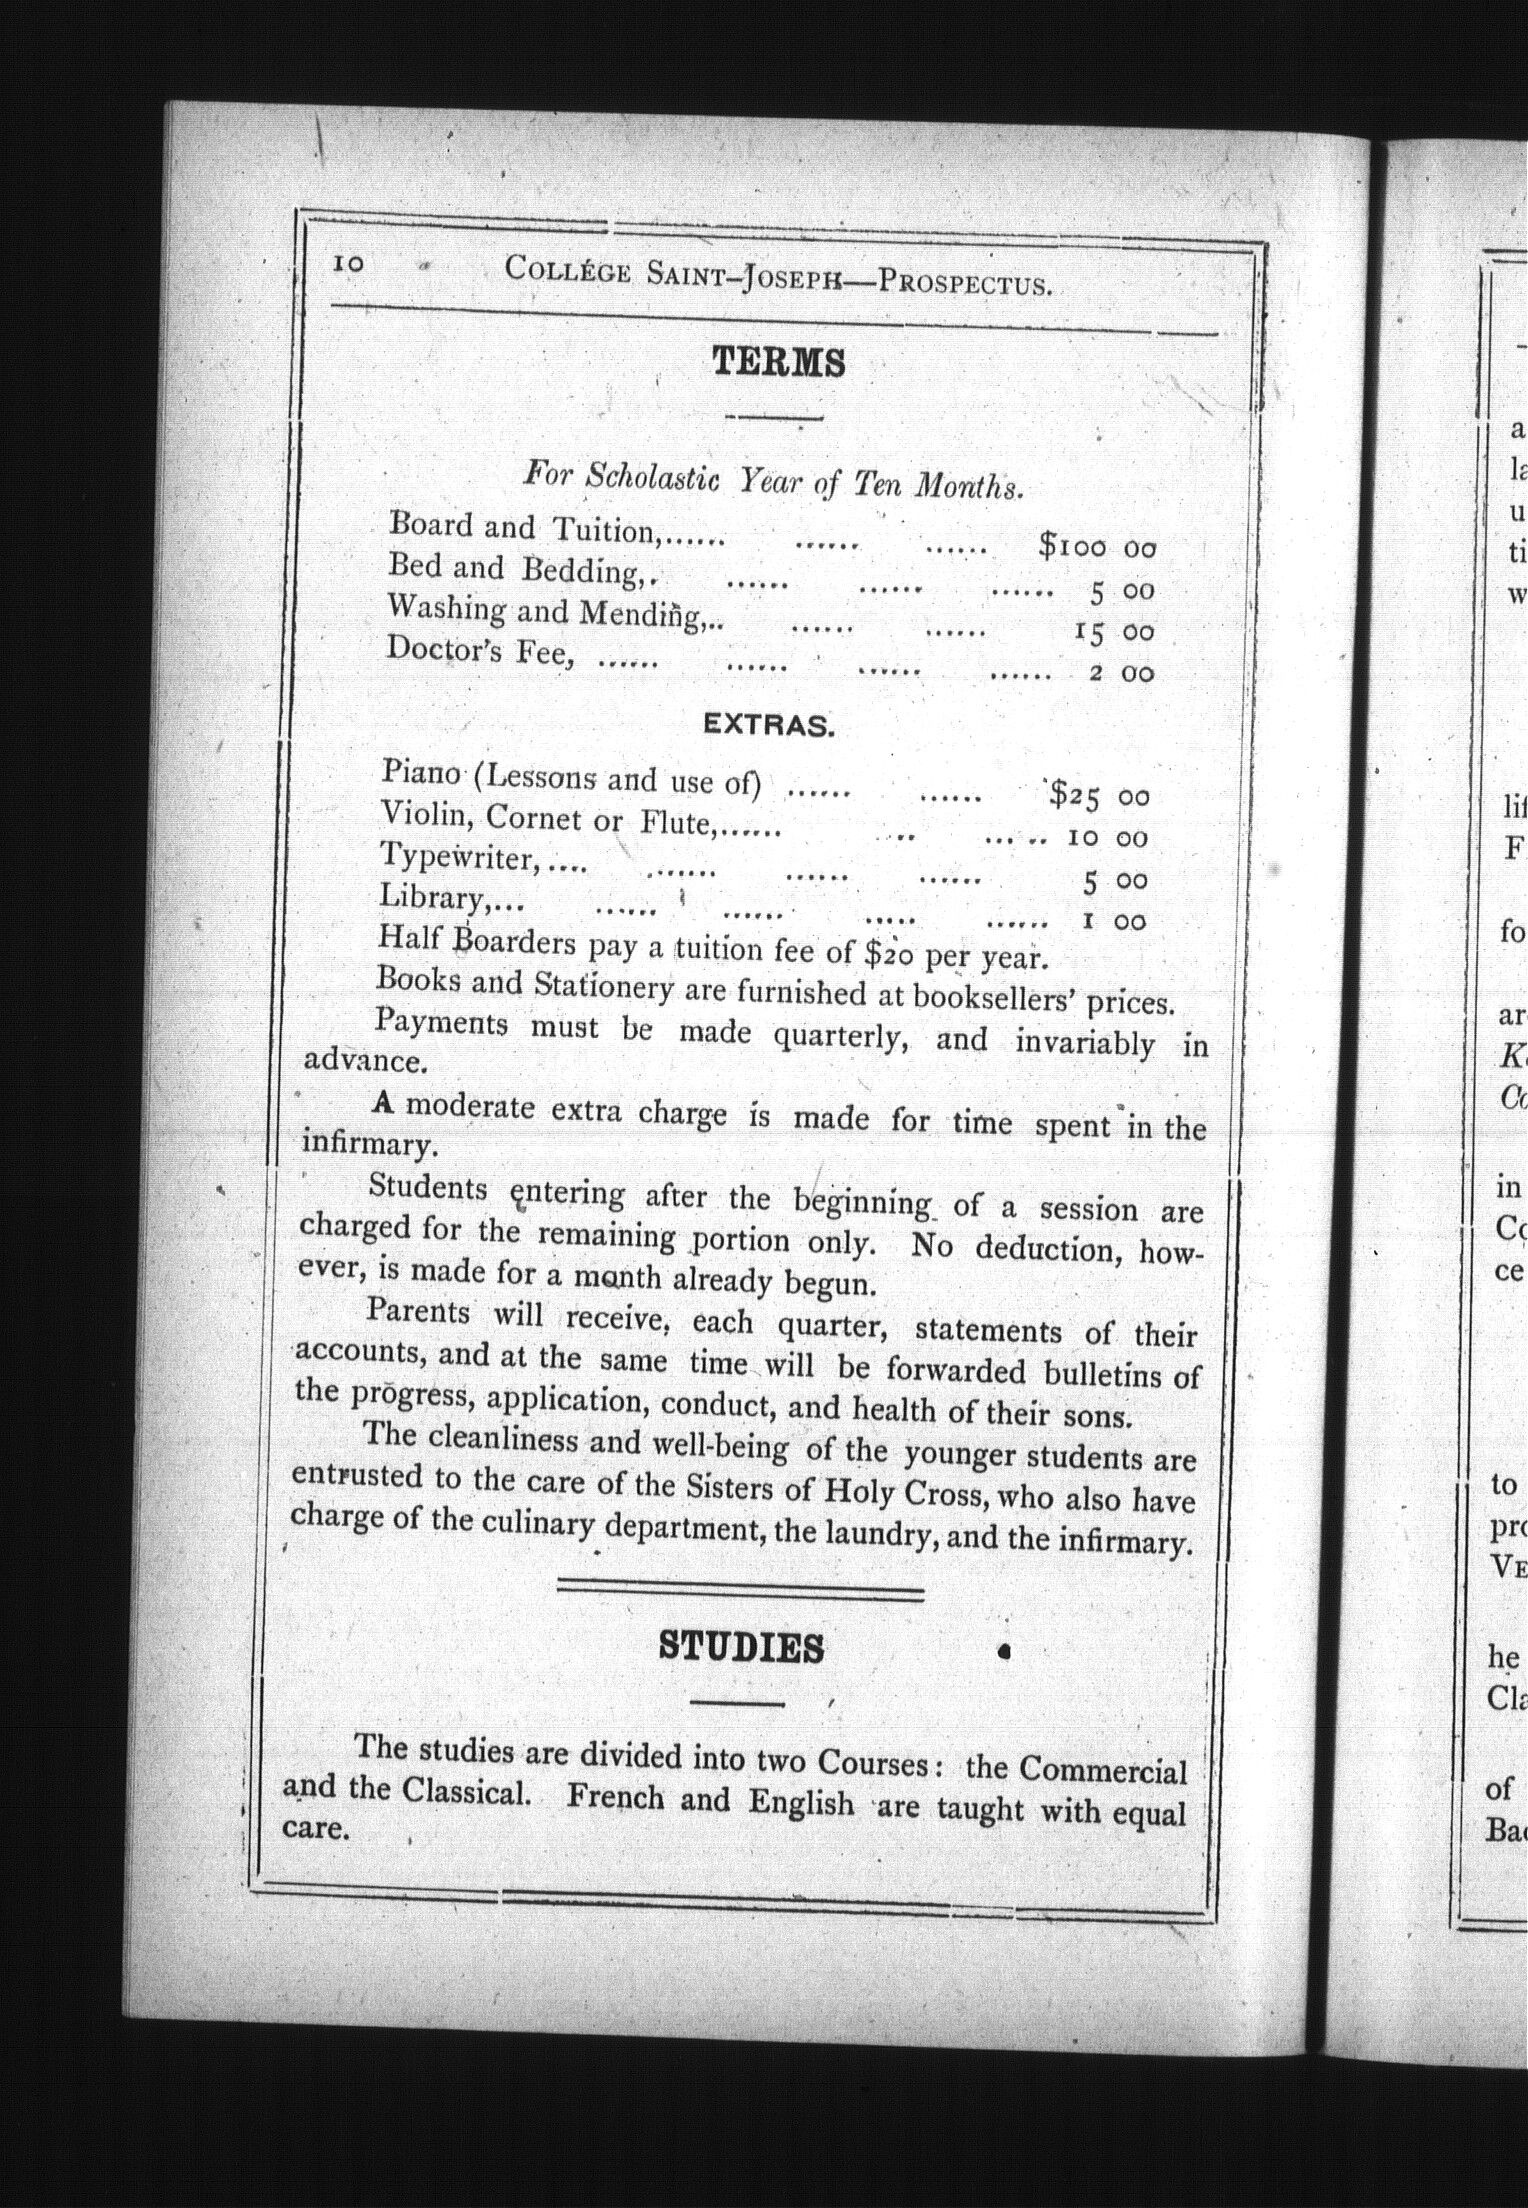 10 COLLÉGE SAINT-JOSEPH—PROSPECTUS.
TERMS
For Scholastic Year of Ten Months.
Board and Tuition,...... ...... ...... $100 00
Bed and Bedding,. ...... ...... ...... 5 00
Washing and Mending,.. ...... ...... 15 00
Doctor's Fee, ...... ...... ...... ...... 2 00
EXTRAS.
Piano (Lessons and use of) ...... ...... $25 00
Violin, Cornet or Flute,...... .. ... .. 10 00
Typewriter,.... ...... ...... ...... 5 00
Library,... ...... ...... ..... ...... 1 00
Half Boarders pay a tuition fee of $20 per year.
Books and Stationery are furnished at booksellers' prices.
Payments must be made quarterly, and invariably in
advance.
A moderate extra charge is made for time spent in the
infirmary.
Students entering after the beginning of a session are
charged for the remaining portion only. No deduction, how-
ever, is made for a month already begun.
Parents will receive, each quarter, statements of their
accounts, and at the same time will be forwarded bulletins of
the progress, application, conduct, and health of their sons.
The cleanliness and well-being of the younger students are
entrusted to the care of the Sisters of Holy Cross, who also have
charge of the culinary department, the laundry, and the infirmary.
STUDIES
The studies are divided into two Courses: the Commercial
and the Classical. French and English are taught with equal
care.